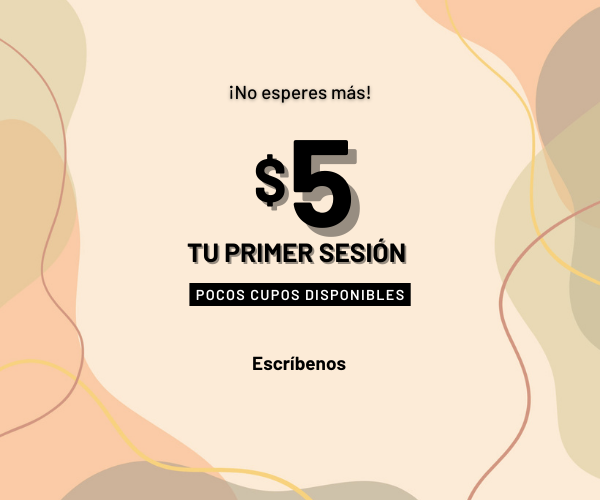 ¡No esperes más!
$5
TU PRIMER SESIÓN
POCOS CUPOS DISPONIBLES
Escríbenos